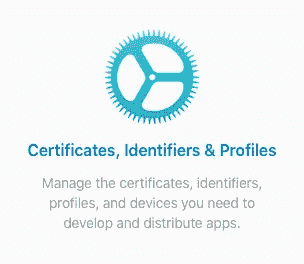 Certificates, Identifiers & Profiles
Manage the certificates, identifiers,
profiles, and devices you need to
develop and distribute apps.